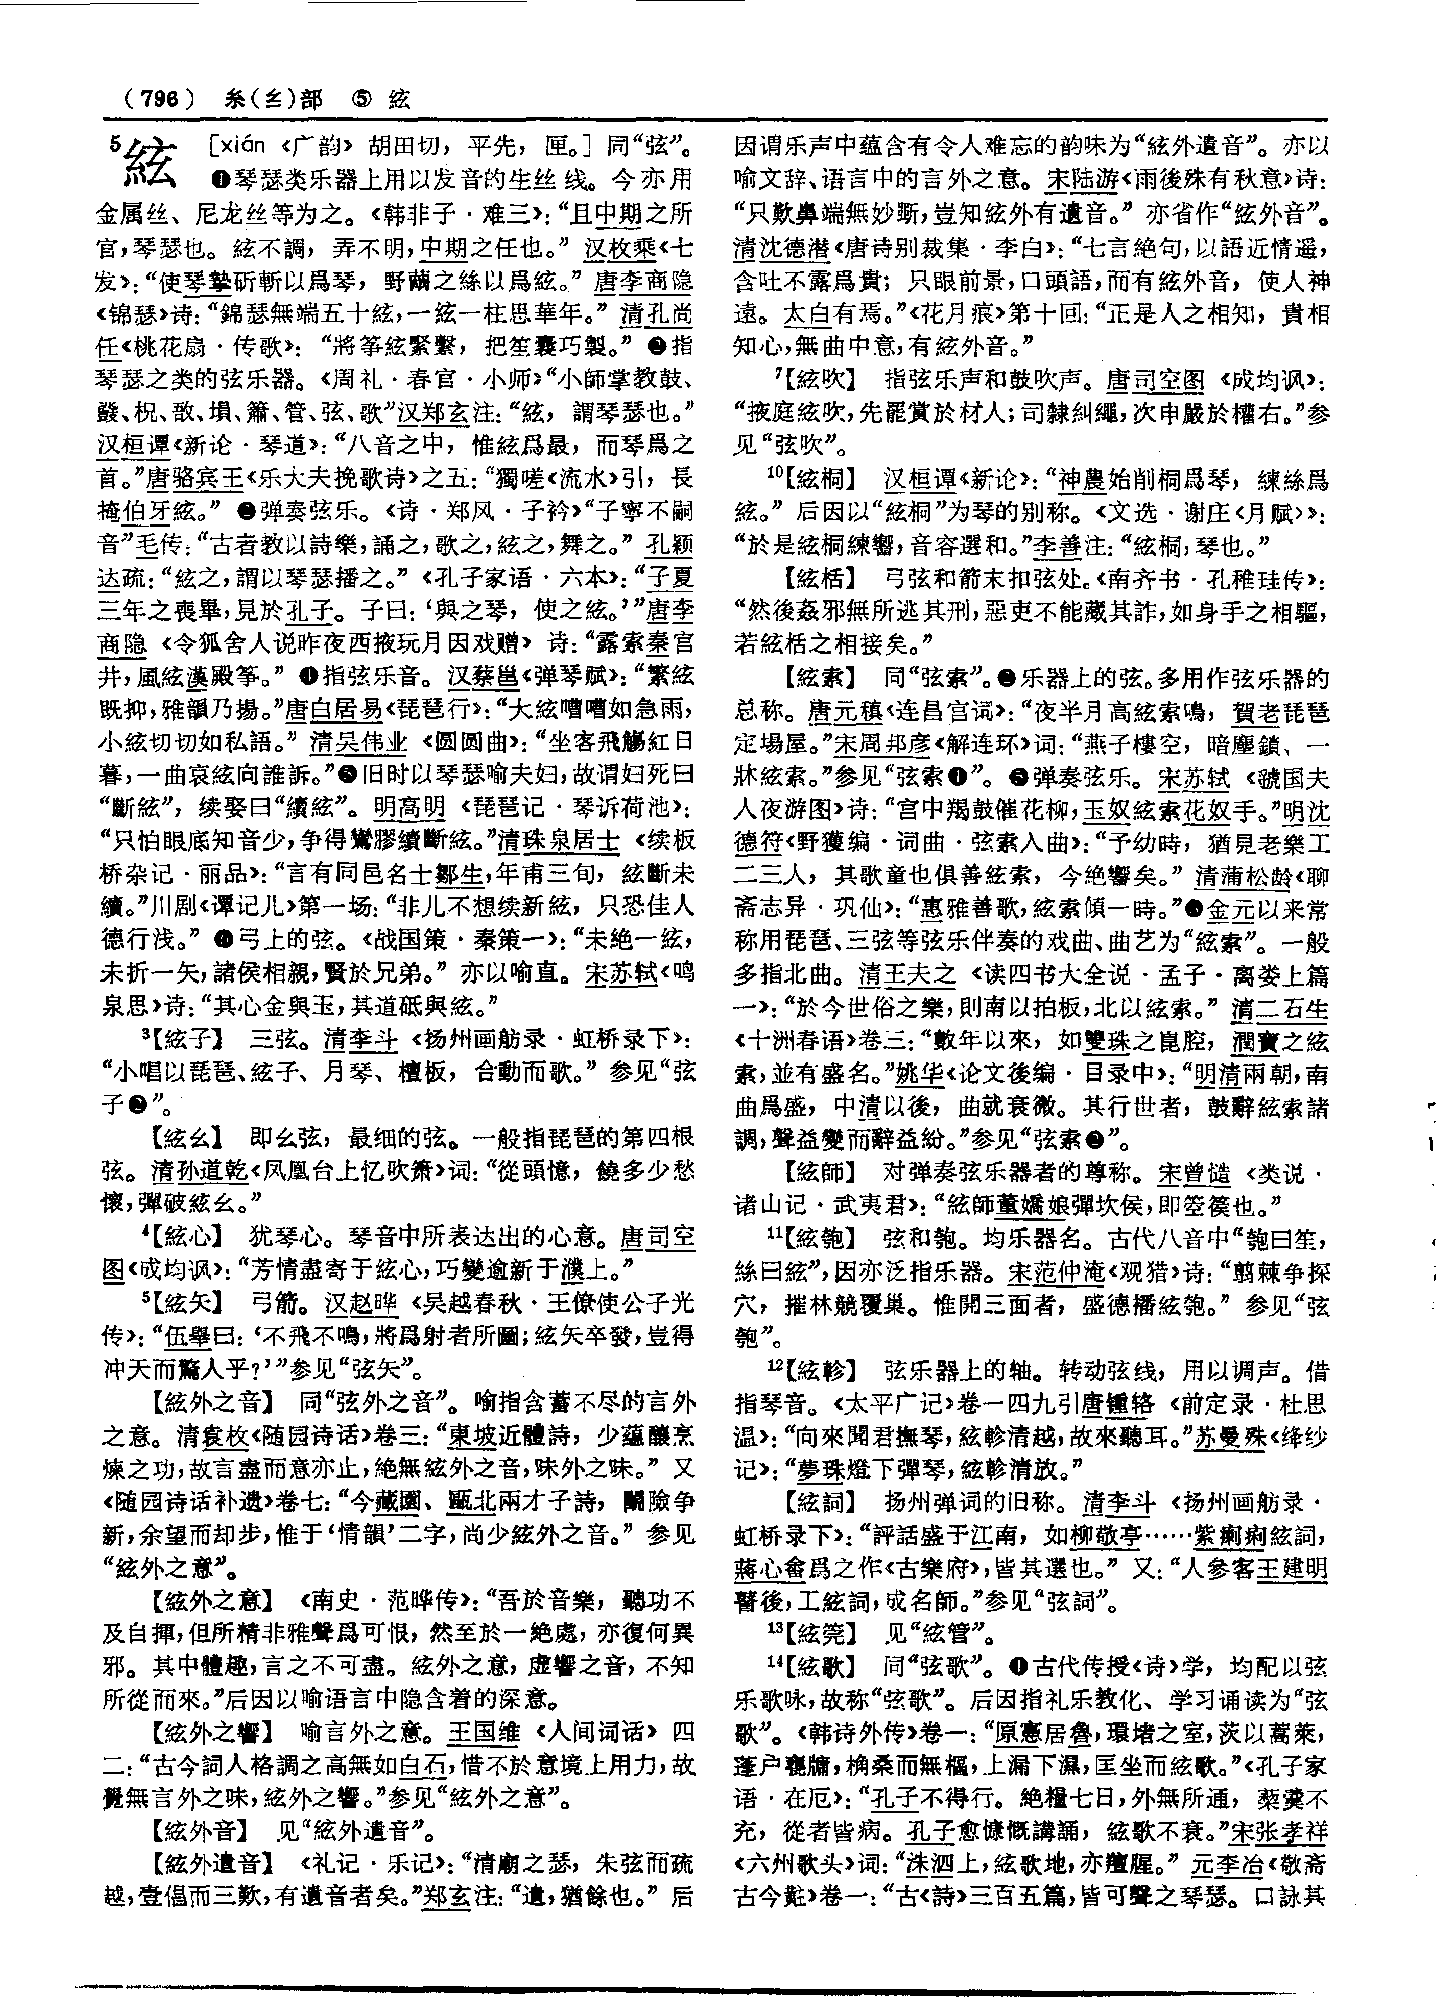 (796) 糸(纟)部 ⑤ 絃
5絃 [xián《广韵》胡田切，平先，匣。]同“弦”。
❶琴瑟类乐器上用以发音的生丝线。今亦用
金属丝、尼龙丝等为之。《韩非子·难三》：“且中期之所
官，琴瑟也。絃不調，弄不明，中期之任也。”汉枚乘《七
发》：“使琴摯斫斬以爲琴，野繭之絲以爲絃。”唐李商隐
《锦瑟》诗：“錦瑟無端五十絃，一絃一柱思華年。”清孔尚
任《桃花扇·传歌》：“將筝絃緊繫，把笙囊巧製。”❷指
琴瑟之类的弦乐器。《周礼·春官·小师》“小師掌教鼓、
鼗、柷、敔、塤、簫、管、弦、歌”汉郑玄注：“絃，謂琴瑟也。”
汉桓谭《新论·琴道》：“八音之中，惟絃爲最，而琴爲之
首。”唐骆宾王《乐大夫挽歌诗》之五：“獨嗟《流水》引，長
掩伯牙絃。”❸弹奏弦乐。《诗·郑风·子衿》“子寧不嗣
音”毛传：“古者教以詩樂，誦之，歌之，絃之，舞之。”孔颖
达疏：“絃之，謂以琴瑟播之。”《孔子家语·六本》：“子夏
三年之喪畢，見於孔子。子曰：‘與之琴，使之絃。’”唐李
商隐《令狐舍人说昨夜西掖玩月因戏赠》诗：“露索秦宫
井，風絃漢殿筝。”❹指弦乐音。汉蔡邕《弹琴赋》：“繁絃
既抑，雅韻乃揚。”唐白居易《琵琶行》：“大絃嘈嘈如急雨，
小絃切切如私語。”清吴伟业《圆圆曲》：“坐客飛觴紅日
暮，一曲哀絃向誰訴。”❺旧时以琴瑟喻夫妇，故谓妇死曰
“斷絃”，续娶曰“續絃”。明高明《琵琶记·琴诉荷池》：
“只怕眼底知音少，争得鸞膠續斷絃。”清珠泉居士《续板
桥杂记·丽品》：“言有同邑名士鄒生，年甫三旬，絃斷未
續。”川剧《谭记儿》第一场：“非儿不想续新絃，只恐佳人
德行浅。”❻弓上的弦。《战国策·秦策一》：“未絶一絃，
未折一矢，諸侯相親，賢於兄弟。”亦以喻直。宋苏轼《鸣
泉思》诗：“其心金與玉，其道砥與絃。”
3【絃子】 三弦。清李斗《扬州画舫录·虹桥录下》：
“小唱以琵琶、絃子、月琴、檀板，合動而歌。”参见“弦
子❷”。
【絃幺】 即幺弦，最细的弦。一般指琵琶的第四根
弦。清孙道乾《凤凰台上忆吹箫》词：“從頭憶，饒多少愁
懷，彈破絃幺。”
4【絃心】 犹琴心。琴音中所表达出的心意。唐司空
图《成均讽》：“芳情盡寄于絃心，巧變逾新于濮上。”
5【絃矢】 弓箭。汉赵晔《吴越春秋·王僚使公子光
传》：“伍舉曰：‘不飛不鳴，將爲射者所圖；絃矢卒發，豈得
冲天而驚人乎？’”参见“弦矢”。
【絃外之音】 同“弦外之音”。喻指含蓄不尽的言外
之意。清袁枚《随园诗话》卷三：“東坡近體詩，少蘊釀烹
煉之功，故言盡而意亦止，絶無絃外之音，味外之味。”又
《随园诗话补遗》卷七：“今藏園、甌北兩才子詩，鬭險争
新，余望而却步，惟于‘情韻’二字，尚少絃外之音。”参见
“絃外之意”。
【絃外之意】 《南史·范晔传》：“吾於音樂，聽功不
及自揮，但所精非雅聲爲可恨，然至於一絶處，亦復何異
邪。其中體趣，言之不可盡。絃外之意，虚響之音，不知
所從而來。”后因以喻语言中隐含着的深意。
【絃外之響】 喻言外之意。王国维《人间词话》四
二：“古今詞人格調之高無如白石，惜不於意境上用力，故
覺無言外之味，絃外之響。”参见“絃外之意”。
【絃外音】 见“絃外遺音”。
【絃外遺音】 《礼记·乐记》：“清廟之瑟，朱弦而疏
越，壹倡而三歎，有遺音者矣。”郑玄注：“遺，猶餘也。”后
因谓乐声中蕴含有令人难忘的韵味为“絃外遺音”。亦以
喻文辞、语言中的言外之意。宋陆游《雨後殊有秋意》诗：
“只歎鼻端無妙斲，豈知絃外有遺音。”亦省作“絃外音”。
清沈德潜《唐诗别裁集·李白》：“七言絶句，以語近情遥，
含吐不露爲貴；只眼前景，口頭語，而有絃外音，使人神
遠。太白有焉。”《花月痕》第十回：“正是人之相知，貴相
知心，無曲中意，有絃外音。”
7【絃吹】 指弦乐声和鼓吹声。唐司空图《成均讽》：
“掖庭絃吹，先罷賞於材人；司隸糾繩，次申嚴於權右。”参
见“弦吹”。
10【絃桐】 汉桓谭《新论》：“神農始削桐爲琴，練絲爲
絃。”后因以“絃桐”为琴的别称。《文选·谢庄〈月赋〉》：
“於是絃桐練響，音容選和。”李善注：“絃桐，琴也。”
【絃栝】 弓弦和箭末扣弦处。《南齐书·孔稚珪传》：
“然後姦邪無所逃其刑，惡吏不能藏其詐，如身手之相驅，
若絃栝之相接矣。”
【絃索】 同“弦索”。❶乐器上的弦。多用作弦乐器的
总称。唐元稹《连昌宫词》：“夜半月高絃索鳴，賀老琵琶
定場屋。”宋周邦彦《解连环》词：“燕子樓空，暗塵鎖、一
牀絃索。”参见“弦索❶”。❷弹奏弦乐。宋苏轼《虢国夫
人夜游图》诗：“宫中羯鼓催花柳，玉奴絃索花奴手。”明沈
德符《野獲编·词曲·弦索入曲》：“予幼時，猶見老樂工
二三人，其歌童也俱善絃索，今絶響矣。”清蒲松龄《聊
斋志异·巩仙》：“惠雅善歌，絃索傾一時。”❸金元以来常
称用琵琶、三弦等弦乐伴奏的戏曲、曲艺为“絃索”。一般
多指北曲。清王夫之《读四书大全说·孟子·离娄上篇
一》：“於今世俗之樂，則南以拍板，北以絃索。”清二石生
《十洲春语》卷三：“數年以來，如雙珠之崑腔，潤寶之絃
索，並有盛名。”姚华《论文後编·目录中》：“明清兩朝，南
曲爲盛，中清以後，曲就衰微。其行世者，鼓辭絃索諸
調，聲益變而辭益紛。”参见“弦索❷”。
【絃師】 对弹奏弦乐器者的尊称。宋曾慥《类说·
诸山记·武夷君》：“絃師董嬌娘彈坎侯，即箜篌也。”
11【絃匏】 弦和匏。均乐器名。古代八音中“匏曰笙，
絲曰絃”，因亦泛指乐器。宋范仲淹《观猎》诗：“翦棘争探
穴，摧林競覆巢。惟開三面者，盛德播絃匏。”参见“弦
匏”。
12【絃軫】 弦乐器上的轴。转动弦线，用以调声。借
指琴音。《太平广记》卷一四九引唐锺辂《前定录·杜思
温》：“向來聞君撫琴，絃軫清越，故來聽耳。”苏曼殊《绛纱
记》：“夢珠燈下彈琴，絃軫清放。”
【絃詞】 扬州弹词的旧称。清李斗《扬州画舫录·
虹桥录下》：“評話盛于江南，如柳敬亭……紫癩痢絃詞，
蔣心畬爲之作《古樂府》，皆其選也。”又：“人參客王建明
瞽後，工絃詞，成名師。”参见“弦詞”。
13【絃筦】 见“絃管”。
14【絃歌】 同“弦歌”。❶古代传授《诗》学，均配以弦
乐歌咏，故称“弦歌”。后因指礼乐教化、学习诵读为“弦
歌”。《韩诗外传》卷一：“原憲居魯，環堵之室，茨以蒿萊，
蓬户甕牖，桷桑而無樞，上漏下濕，匡坐而絃歌。”《孔子家
语·在厄》：“孔子不得行。絶糧七日，外無所通，藜羹不
充，從者皆病。孔子愈慷慨講誦，絃歌不衰。”宋张孝祥
《六州歌头》词：“洙泗上，絃歌地，亦羶腥。”元李冶《敬斋
古今黈》卷一：“古《詩》三百五篇，皆可聲之琴瑟。口詠其